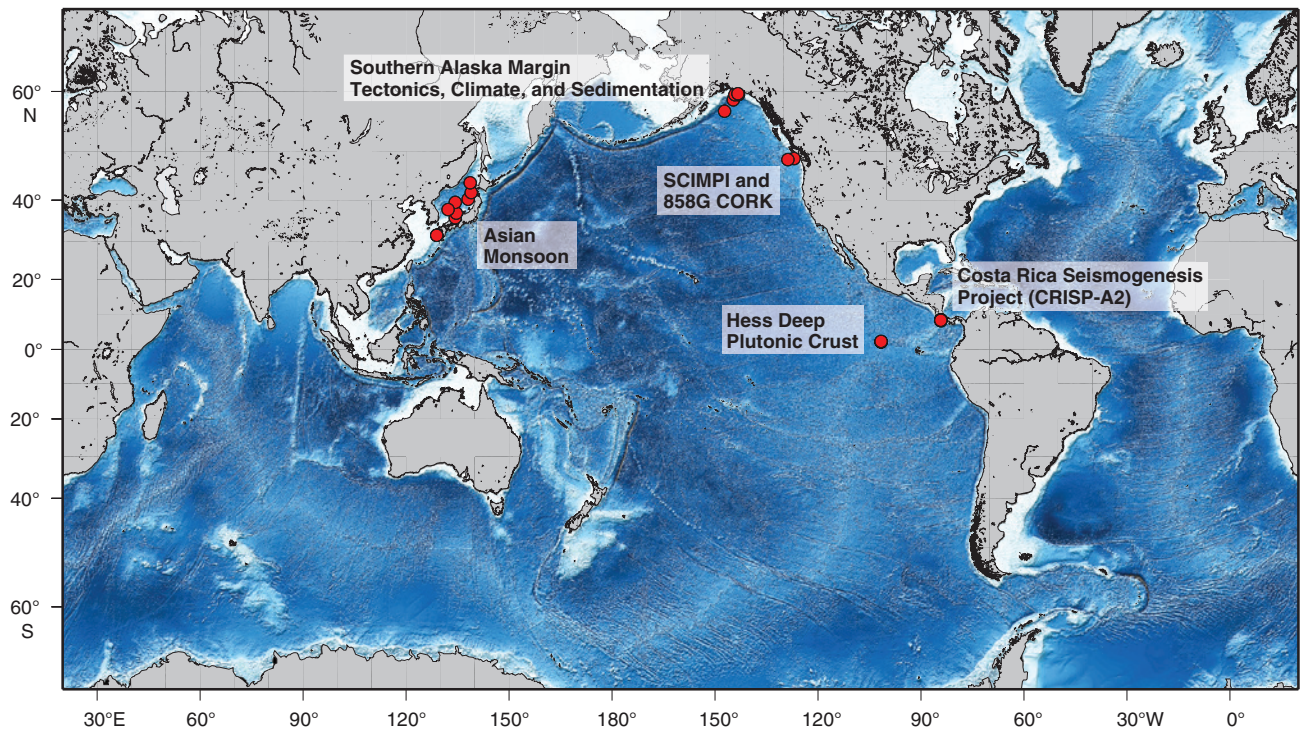 Southern Alaska Margin
Tectonics, Climate, and Sedimentation
60°
N
SCIMPI and
858G CORK
40°
Asian
Monsoon
20°
Costa Rica Seismogenesis
Project (CRISP-A2)
Hess Deep
Plutonic Crust
0°
20°
40°
60°
S
30°E 60° 90° 120° 150° 180° 150° 120° 90° 60° 30°W 0°